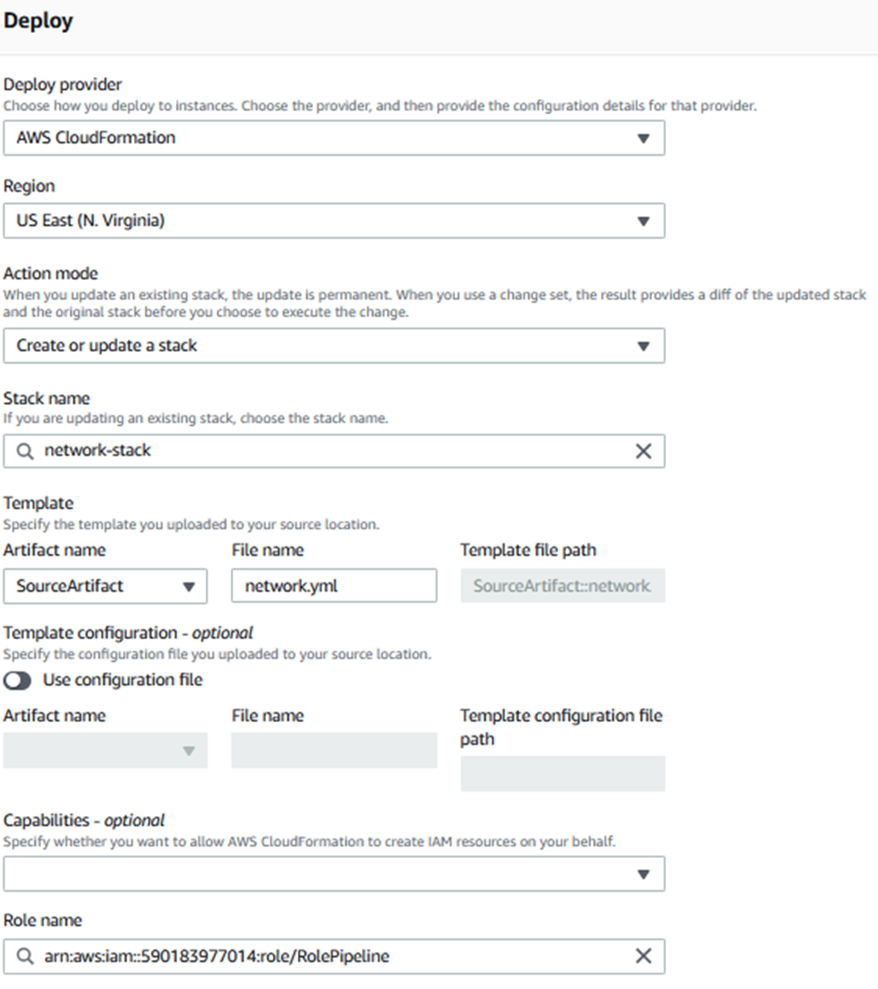 Deploy
Deploy provider
Choose how you deploy to instances. Choose the provider, and then provide the configuration details for that provider.
AWS CloudFormation
Region
US East (N. Virginia)
Action mode
When you update an existing stack, the update is permanent. When you use a change set, the result provides a diff of the updated stack
and the original stack before you choose to execute the change.
Create or update a stack
Stack name
If you are updating an existing stack, choose the stack name.
network-stack
Template
Specify the template you uploaded to your source location.
Artifact name File name Template file path
SourceArtifact network.yml SourceArtifact::network
Template configuration - optional
Specify the configuration file you uploaded to your source location.
Use configuration file
Artifact name File name Template configuration file
path
Capabilities - optional
Specify whether you want to allow AWS CloudFormation to create IAM resources on your behalf.
Role name
arn:aws:iam::590183977014:role/RolePipeline